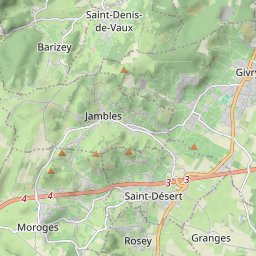 Saint-Denis-
de-Vaux
Barizey
Givry
Jambles
3
3
4
4
Saint-Désert
Moroges
Rosey
Granges